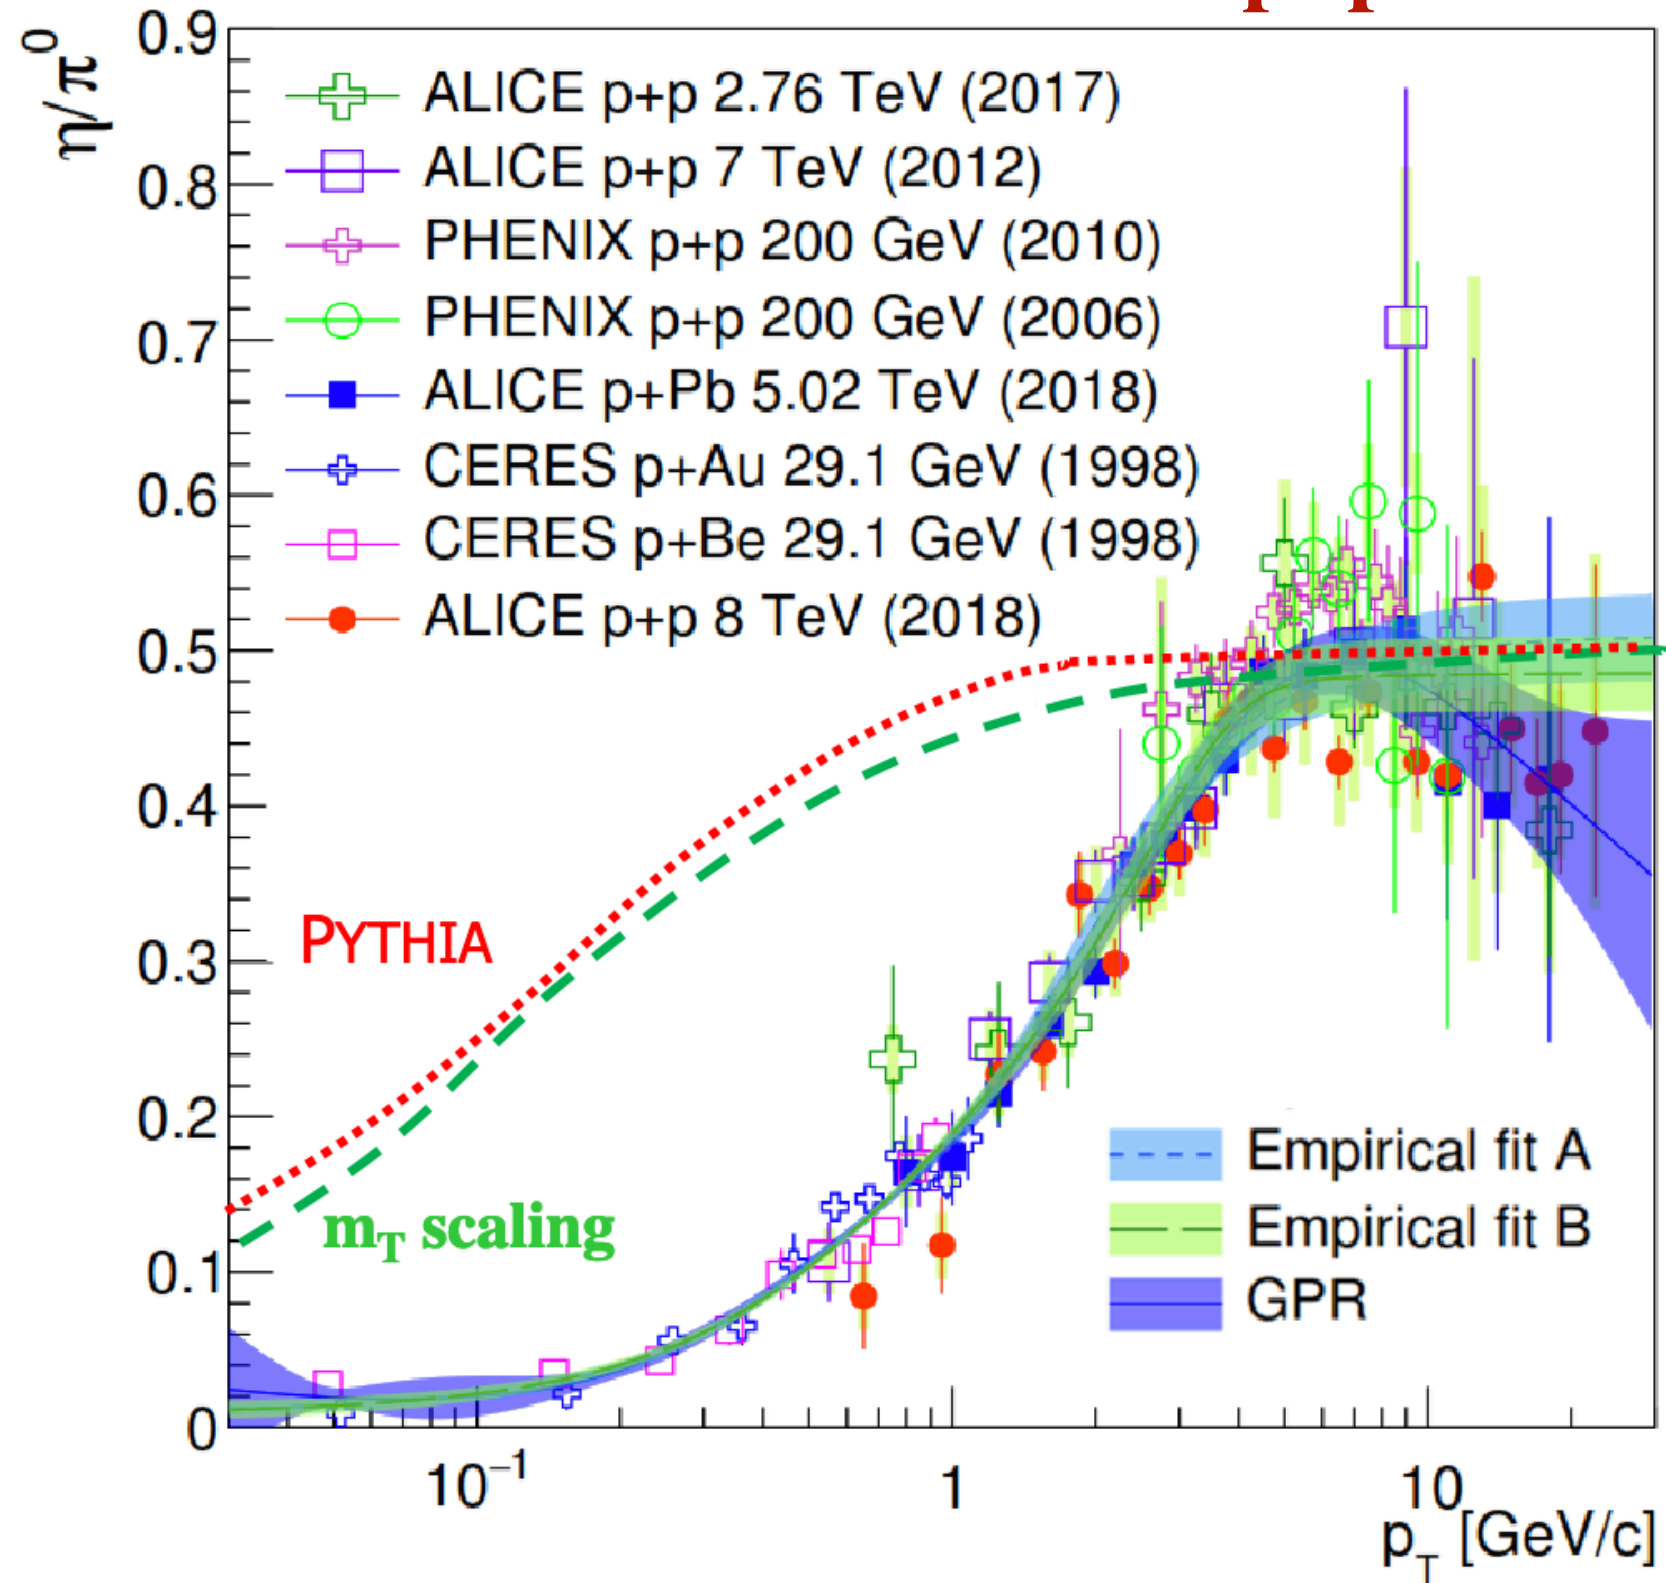 η/π⁰
0.9
0.8
0.7
0.6
0.5
0.4
0.3
0.2
0.1
0
ALICE p+p 2.76 TeV (2017)
ALICE p+p 7 TeV (2012)
PHENIX p+p 200 GeV (2010)
PHENIX p+p 200 GeV (2006)
ALICE p+Pb 5.02 TeV (2018)
CERES p+Au 29.1 GeV (1998)
CERES p+Be 29.1 GeV (1998)
ALICE p+p 8 TeV (2018)
PYTHIA
m_T scaling
Empirical fit A
Empirical fit B
GPR
10⁻¹
1
10
p_T [GeV/c]